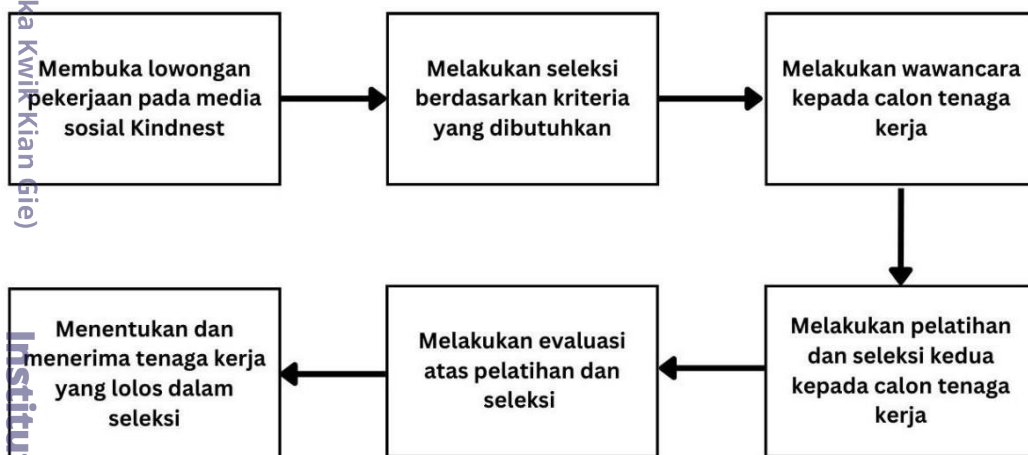 Membuka lowongan
pekerjaan pada media
sosial Kindnest
Melakukan seleksi
berdasarkan kriteria
yang dibutuhkan
Melakukan wawancara
kepada calon tenaga
kerja
Melakukan pelatihan
dan seleksi kedua
kepada calon tenaga
kerja
Melakukan evaluasi
atas pelatihan dan
seleksi
Menentukan dan
menerima tenaga kerja
yang lolos dalam
seleksi
Kwik Kian Gie)